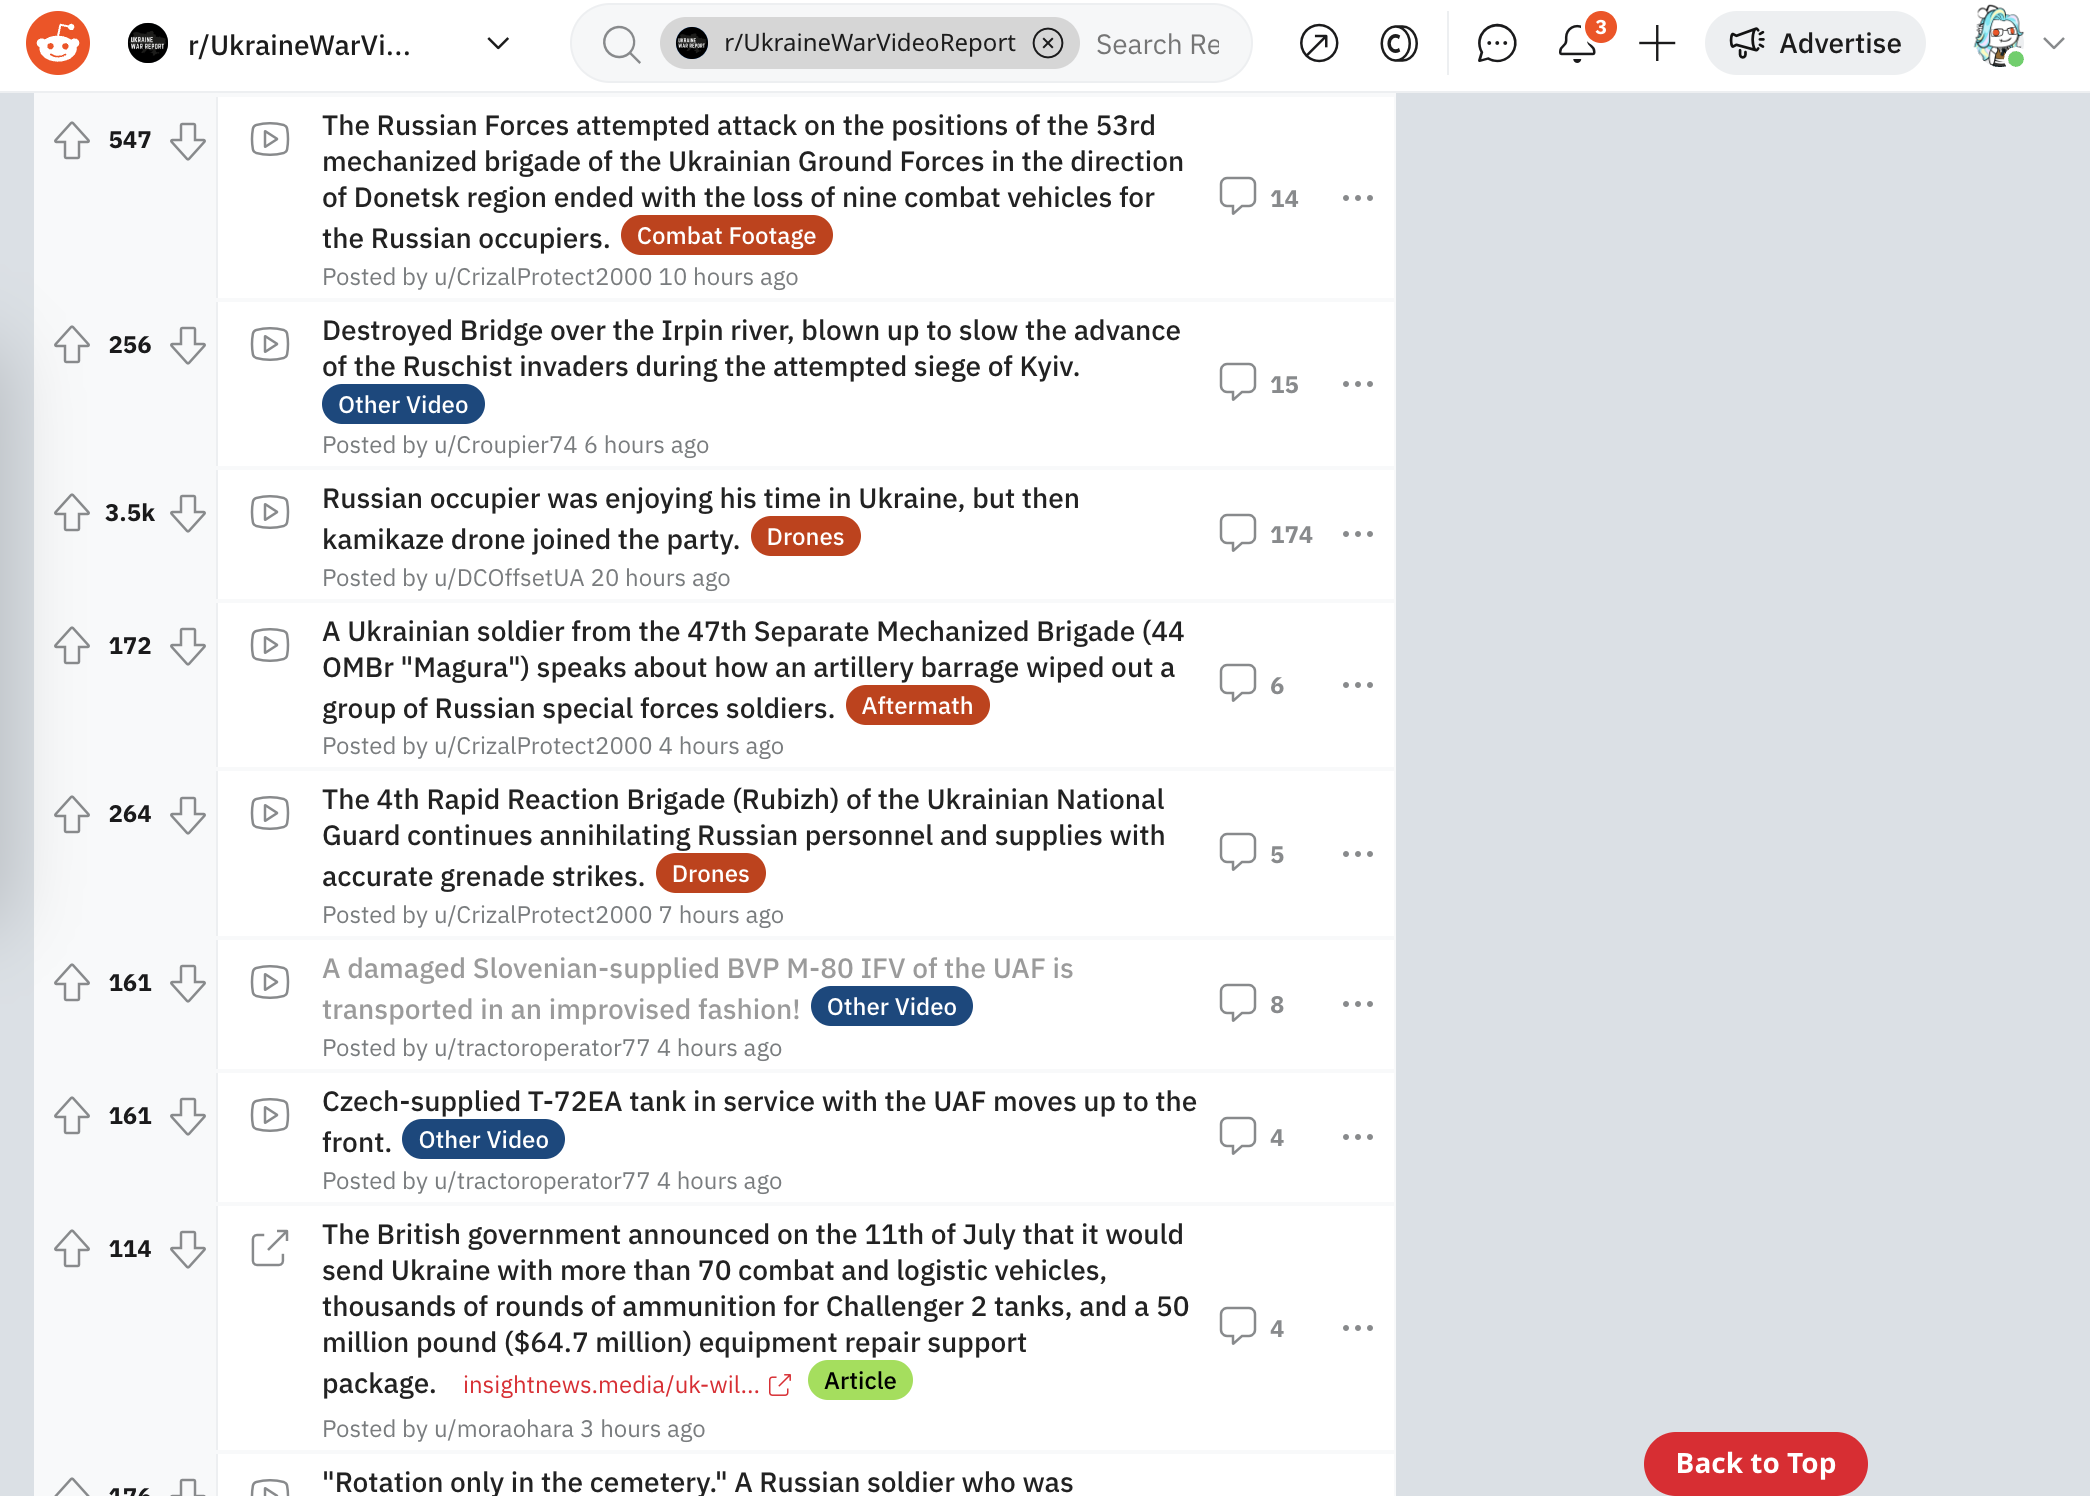 r/UkraineWarVi...
UKRAINE
WAR REPORT
r/UkraineWarVideoReport
Search Re
3
Advertise
547
The Russian Forces attempted attack on the positions of the 53rd
mechanized brigade of the Ukrainian Ground Forces in the direction
of Donetsk region ended with the loss of nine combat vehicles for
the Russian occupiers. Combat Footage
Posted by u/CrizalProtect2000 10 hours ago
14
256
Destroyed Bridge over the Irpin river, blown up to slow the advance
of the Ruschist invaders during the attempted siege of Kyiv.
Other Video
Posted by u/Croupier74 6 hours ago
15
3.5k
Russian occupier was enjoying his time in Ukraine, but then
kamikaze drone joined the party. Drones
Posted by u/DCOffsetUA 20 hours ago
174
172
A Ukrainian soldier from the 47th Separate Mechanized Brigade (44
OMBr "Magura") speaks about how an artillery barrage wiped out a
group of Russian special forces soldiers. Aftermath
Posted by u/CrizalProtect2000 4 hours ago
6
264
The 4th Rapid Reaction Brigade (Rubizh) of the Ukrainian National
Guard continues annihilating Russian personnel and supplies with
accurate grenade strikes. Drones
Posted by u/CrizalProtect2000 7 hours ago
5
161
A damaged Slovenian-supplied BVP M-80 IFV of the UAF is
transported in an improvised fashion! Other Video
Posted by u/tractoroperator77 4 hours ago
8
161
Czech-supplied T-72EA tank in service with the UAF moves up to the
front. Other Video
Posted by u/tractoroperator77 4 hours ago
4
114
The British government announced on the 11th of July that it would
send Ukraine with more than 70 combat and logistic vehicles,
thousands of rounds of ammunition for Challenger 2 tanks, and a 50
million pound ($64.7 million) equipment repair support
package. insightnews.media/uk-wil... Article
Posted by u/moraohara 3 hours ago
4
176
"Rotation only in the cemetery." A Russian soldier who was
Back to Top